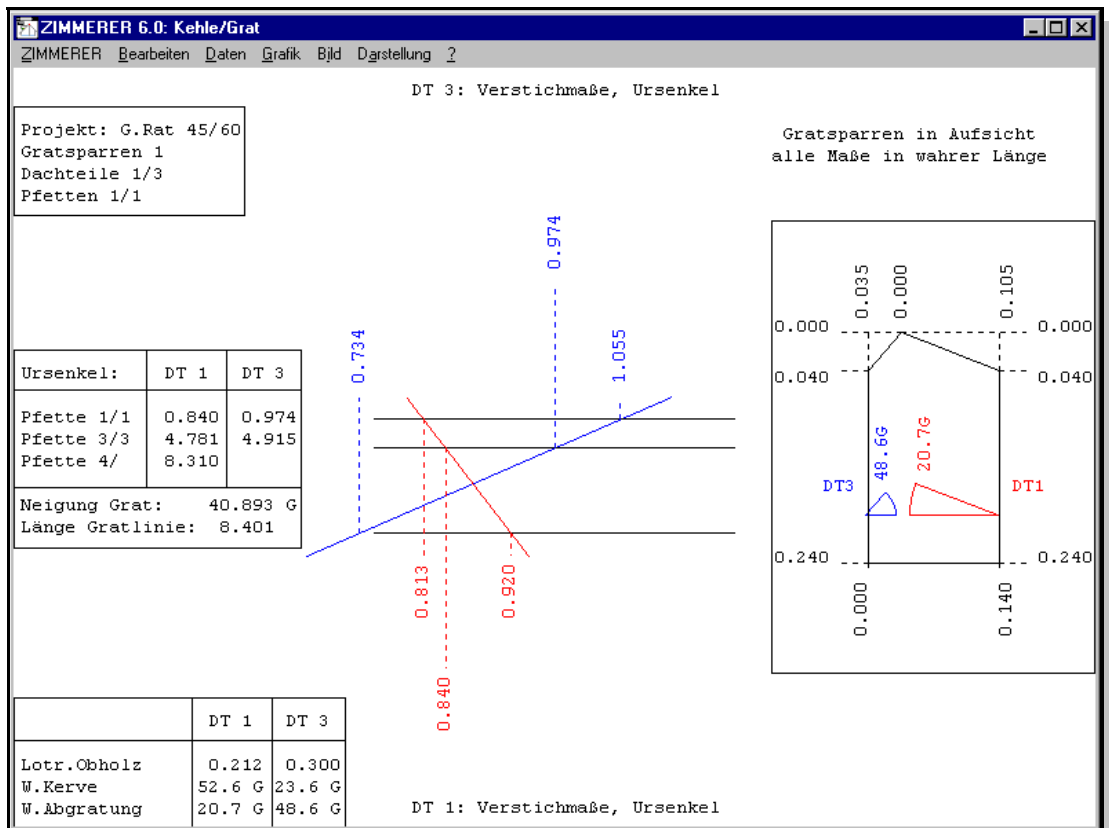 ZIMMERER 6.0: Kehle/Grat
ZIMMERER Bearbeiten Daten Grafik Bild Darstellung ?
DT 3: Verstichmaße, Ursenkel
Projekt: G.Rat 45/60
Gratsparren 1
Dachteile 1/3
Pfetten 1/1
Gratsparren in Aufsicht
alle Maße in wahrer Länge
0.734
0.974
1.055
Ursenkel: DT 1 DT 3
Pfette 1/1 0.840 0.974
Pfette 3/3 4.781 4.915
Pfette 4/ 8.310
Neigung Grat: 40.893 G
Länge Gratlinie: 8.401
0.813
0.840
0.920
0.035
0.000
0.105
0.000 0.000
0.040 0.040
48.6G
20.7G
DT3 DT1
0.240 0.240
0.000
0.140
DT 1 DT 3
Lotr.Obholz 0.212 0.300
W.Kerve 52.6 G 23.6 G
W.Abgratung 20.7 G 48.6 G
DT 1: Verstichmaße, Ursenkel